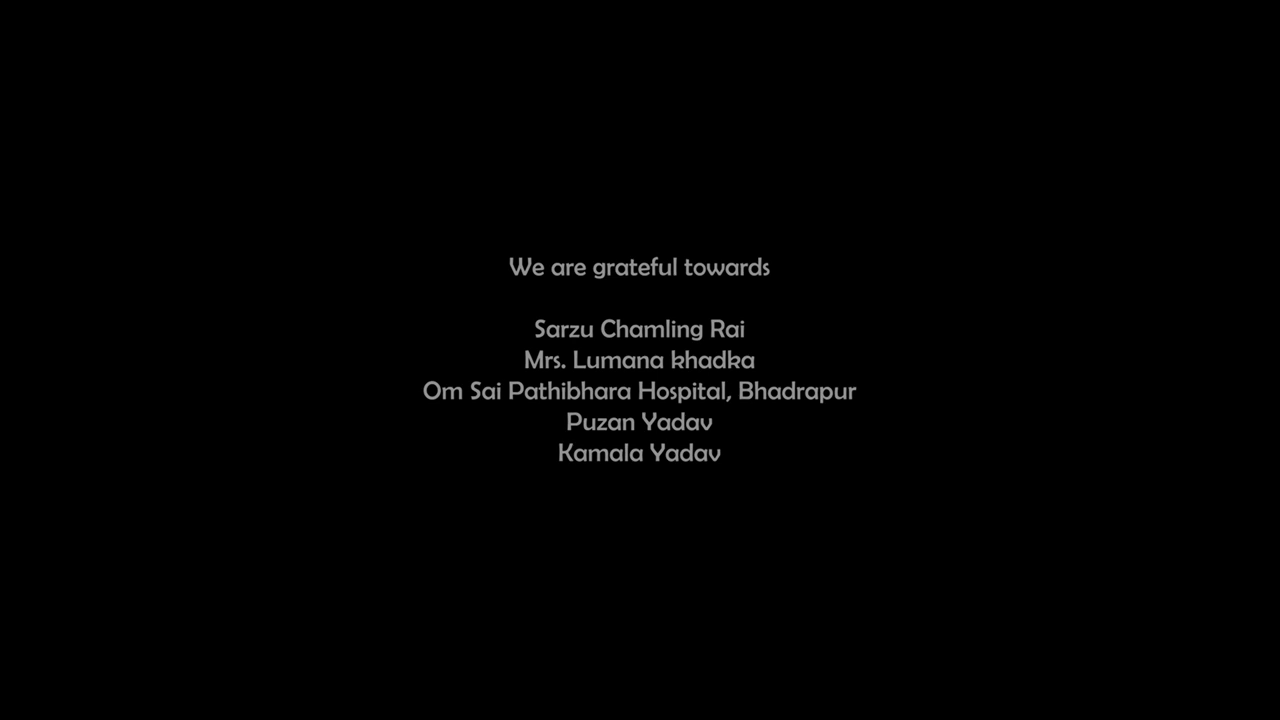 We are grateful towards
Sarzu Chamling Rai
Mrs. Lumana khadka
Om Sai Pathibhara Hospital, Bhadrapur
Puzan Yadav
Kamala Yadav